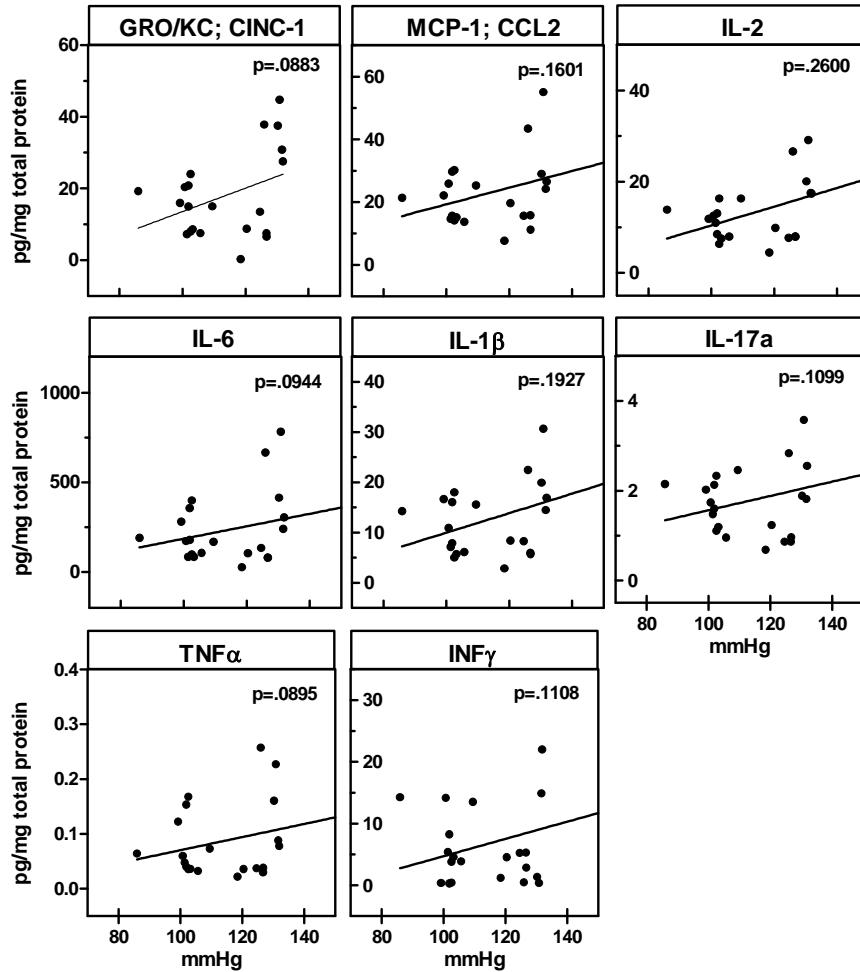 GRO/KC; CINC-1 MCP-1; CCL2 IL-2
p=.0883 p=.1601 p=.2600
pg/mg total protein
60
40
20
0
60
40
20
0
40
20
0
IL-6 IL-1β IL-17a
p=.0944 p=.1927 p=.1099
pg/mg total protein
1000
500
250
0
40
30
20
10
0
4
2
0
80 100 120 140
mmHg
TNFα INFγ
p=.0895 p=.1108
pg/mg total protein
0.4
0.3
0.2
0.1
0.0
30
20
10
5
0
80 100 120 140 80 100 120 140
mmHg mmHg